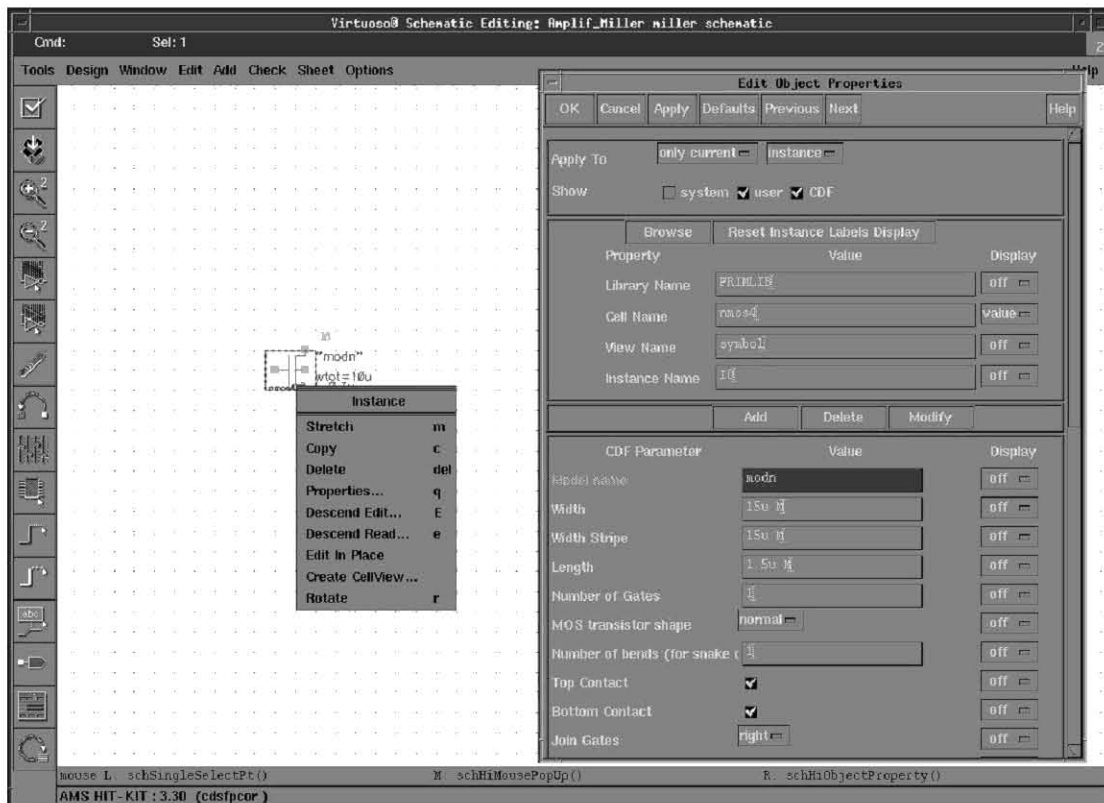 Virtuoso® Schematic Editing: Amplif_Miller miller schematic
Cmd: Sel: 1
2
Tools Design Window Edit Add Check Sheet Options Help
"modn"
wtot=10u
Instance
Stretch m
Copy c
Delete del
Properties... q
Descend Edit... E
Descend Read... e
Edit In Place
Create CellView...
Rotate r
Edit Object Properties
OK Cancel Apply Defaults Previous Next Help
Apply To only current instance
Show system user CDF
Browse Reset Instance Labels Display
Property Value Display
Library Name PRIMLIB off
Cell Name nmos4 value
View Name symbol off
Instance Name I0 off
Add Delete Modify
CDF Parameter Value Display
Model name modn off
Width 15u M off
Width Stripe 15u M off
Length 1.5u M off
Number of Gates 1 off
MOS transistor shape normal off
Number of bends (for snake 1 off
Top Contact off
Bottom Contact off
Join Gates right off
mouse L: schSingleSelectPt() M: schHiMousePopUp() R: schHiObjectProperty()
AMS HIT-KIT: 3.30 (cdsfpcor)